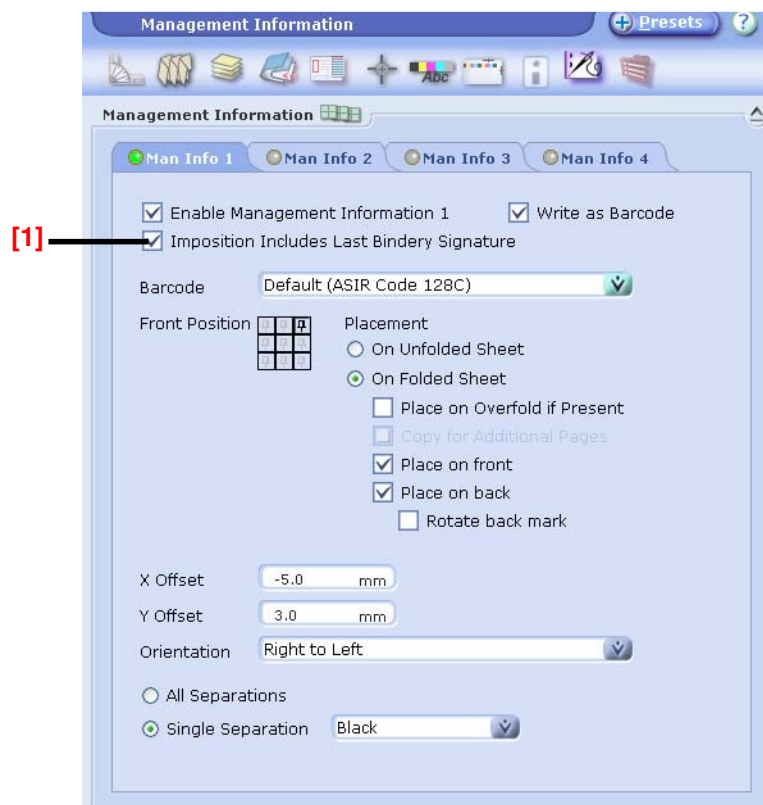 Management Information
+ Presets
?
Abc
Management Information
Man Info 1 Man Info 2 Man Info 3 Man Info 4
Enable Management Information 1 Write as Barcode
[1] Imposition Includes Last Bindery Signature
Barcode Default (ASIR Code 128C)
Front Position Placement
On Unfolded Sheet
On Folded Sheet
Place on Overfold if Present
Copy for Additional Pages
Place on front
Place on back
Rotate back mark
X Offset -5.0 mm
Y Offset 3.0 mm
Orientation Right to Left
All Separations
Single Separation Black